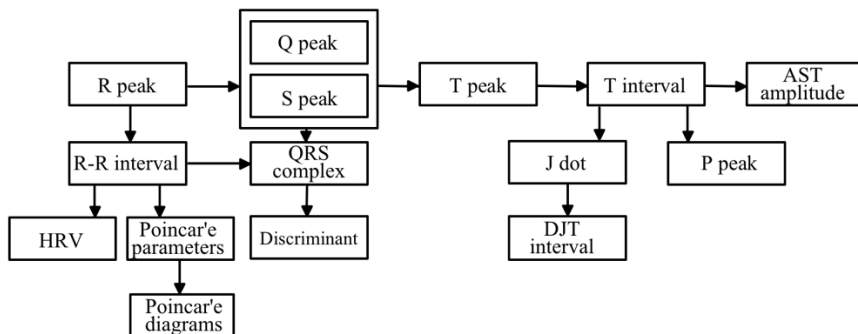 Q peak
R peak
S peak
T peak
T interval
AST
amplitude
R-R interval
QRS
complex
J dot
P peak
HRV
Poincar'e
parameters
Discriminant
DJT
interval
Poincar'e
diagrams